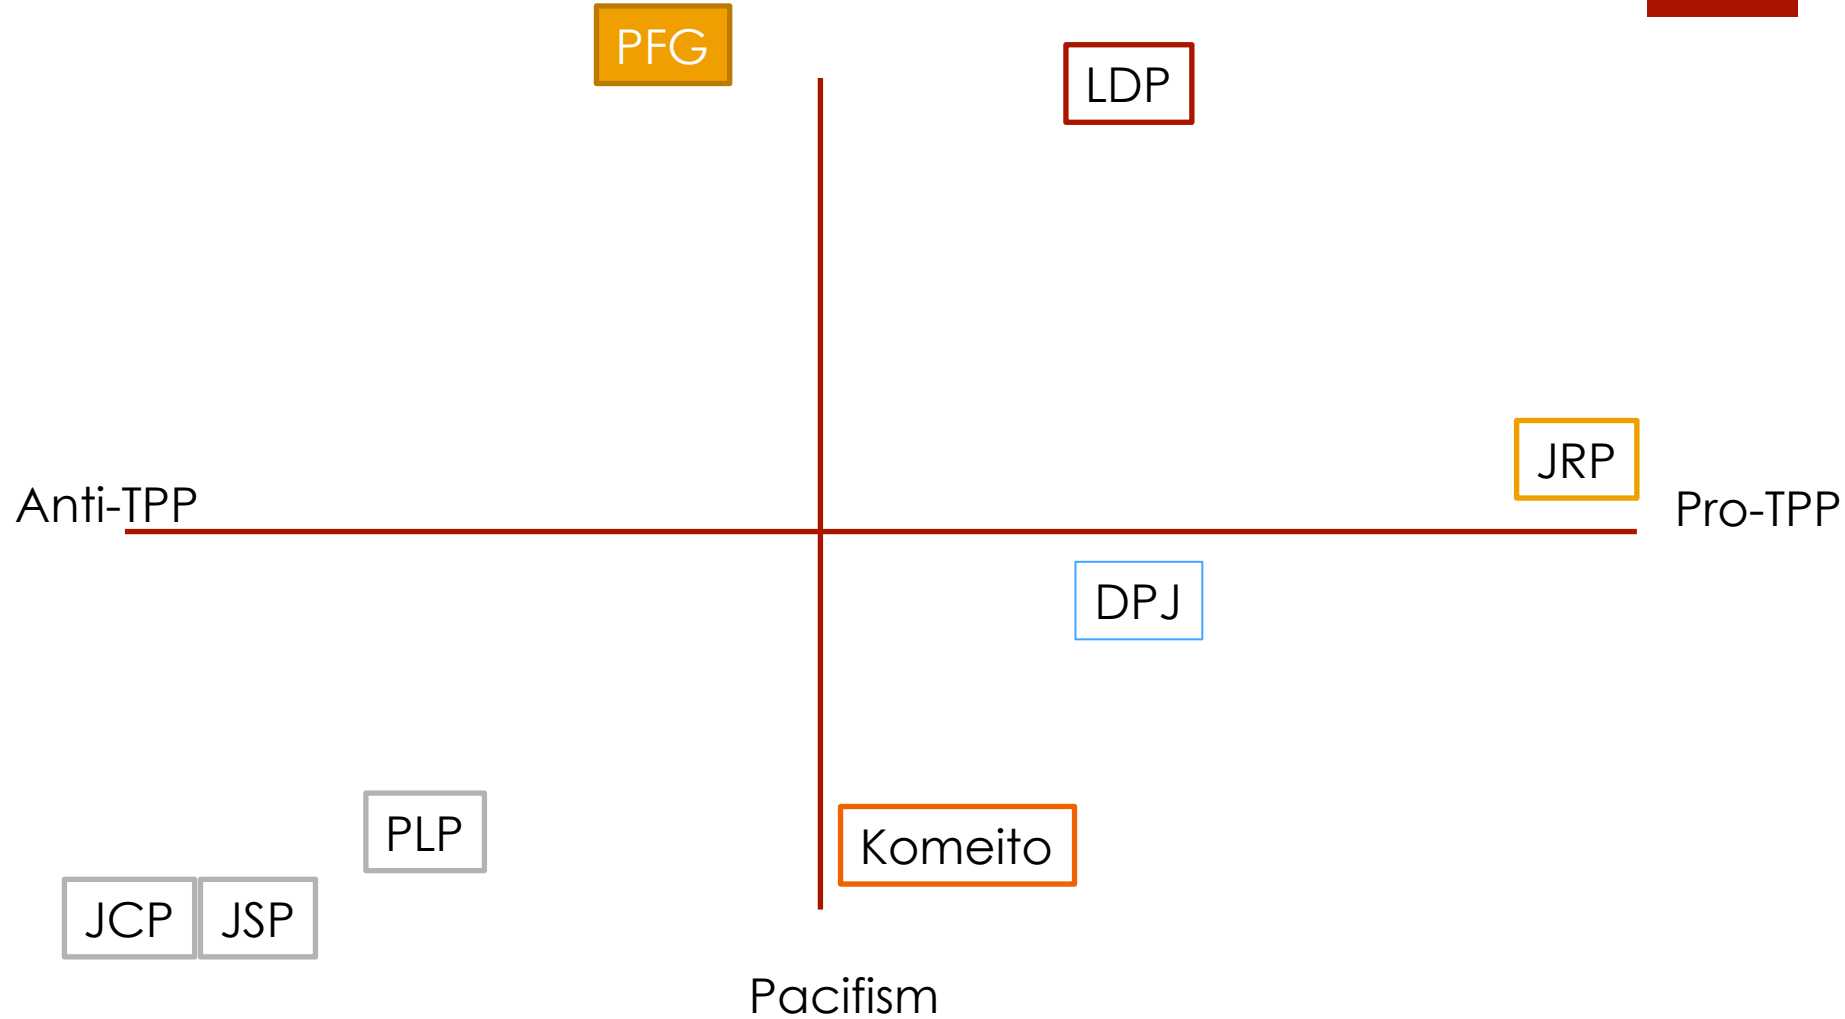 PFG
LDP
JRP
Anti-TPP
Pro-TPP
DPJ
PLP
Komeito
JCP
JSP
Pacifism